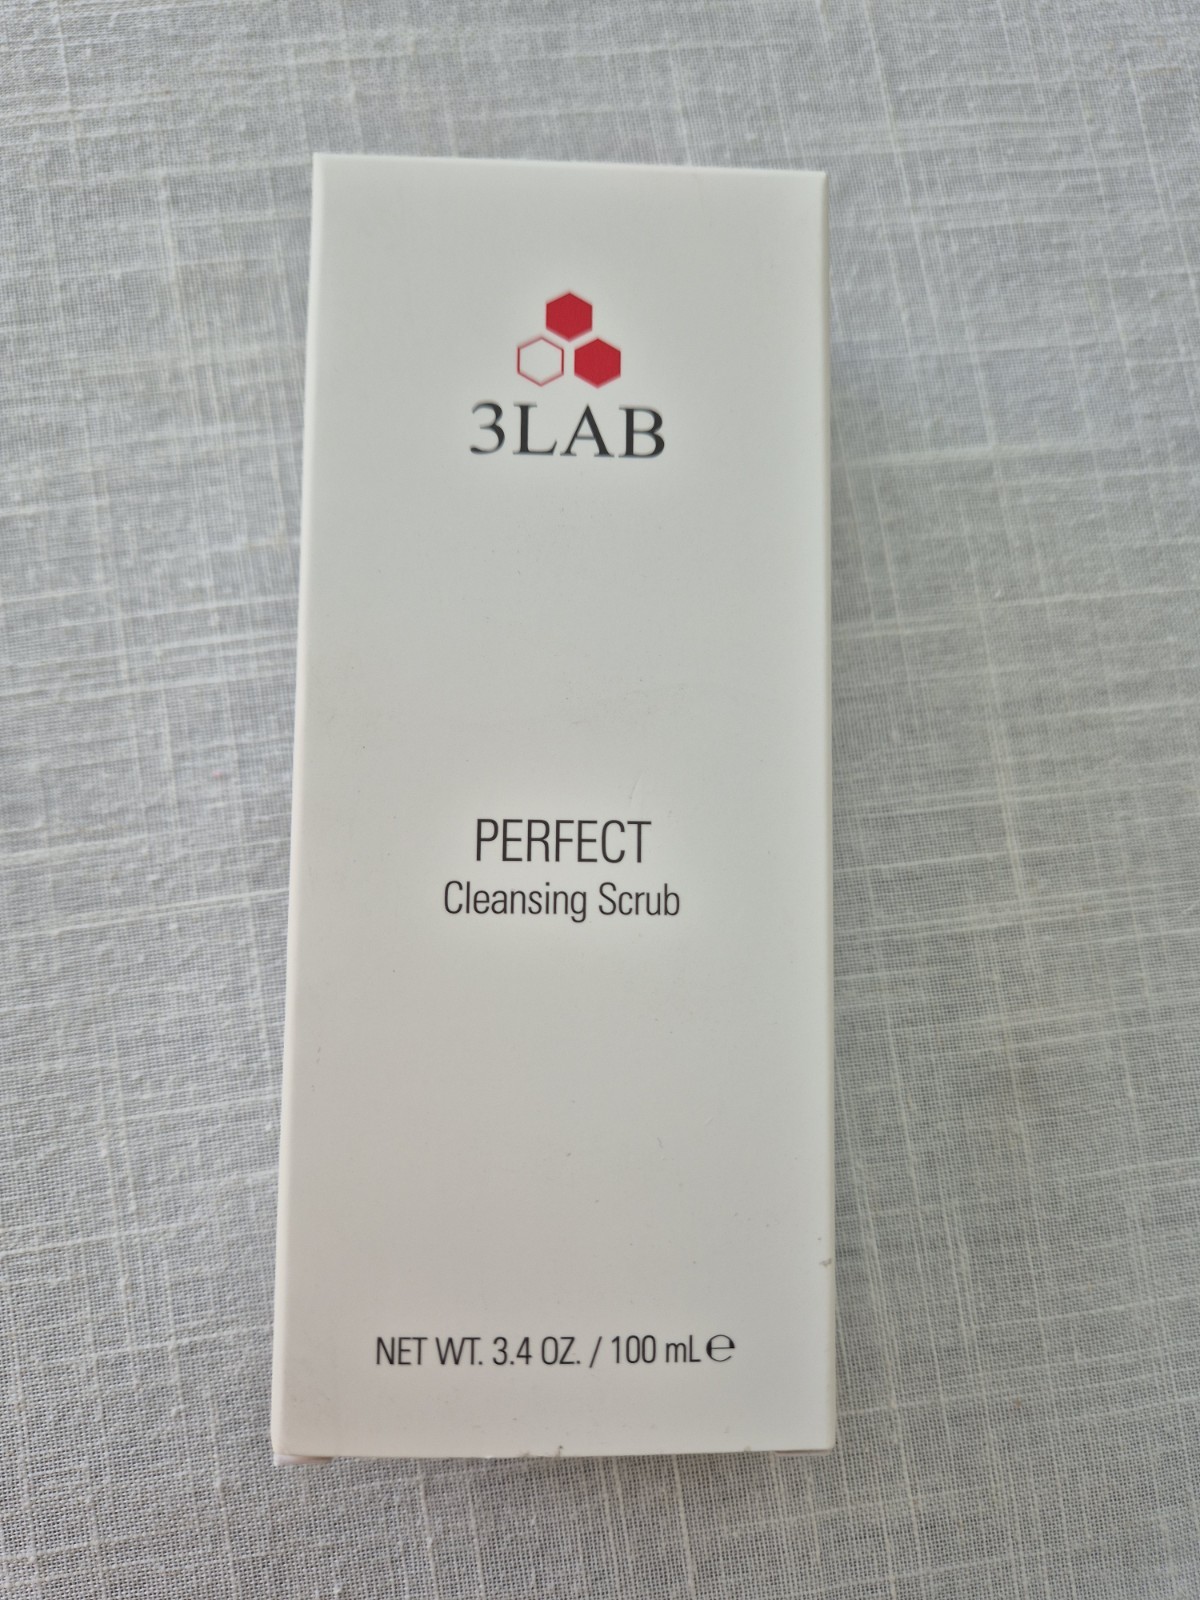 3LAB
PERFECT
Cleansing Scrub
NET WT. 3.4 OZ. / 100 mL ℮